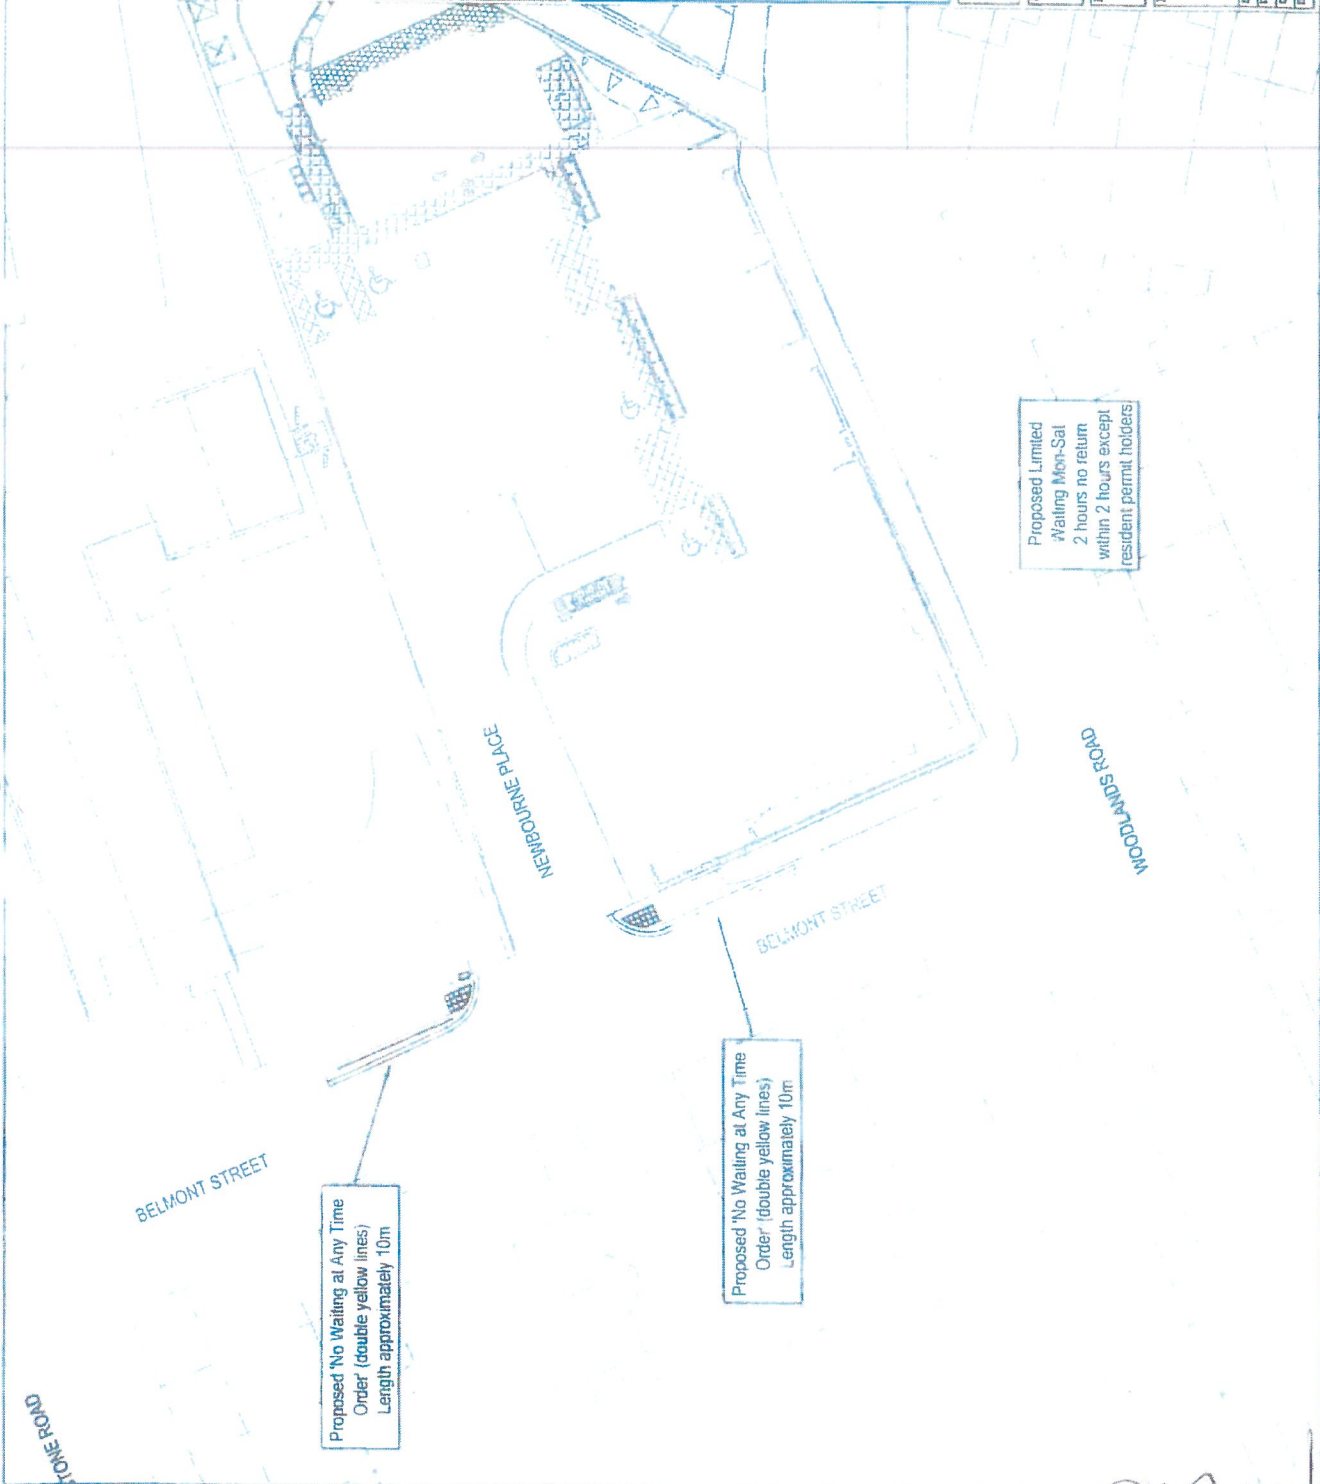 TONE ROAD
BELMONT STREET
Proposed 'No Waiting at Any Time
Order' (double yellow lines)
Length approximately 10m
NEWBOURNE PLACE
BELMONT STREET
Proposed 'No Waiting at Any Time
Order' (double yellow lines)
Length approximately 10m
WOODLANDS ROAD
Proposed Limited
Waiting Mon-Sat
2 hours no return
within 2 hours except
resident permit holders